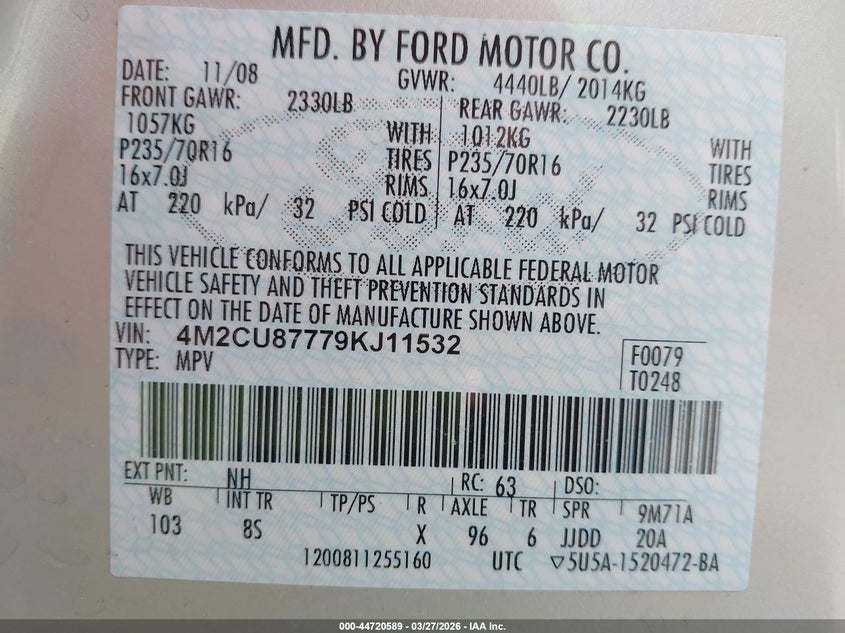 MFD. BY FORD MOTOR CO.
DATE: 11/08 GVWR: 4440LB/ 2014KG
FRONT GAWR: 2330LB REAR GAWR: 2230LB
1057KG WITH 1012KG WITH
P235/70R16 TIRES P235/70R16 TIRES
16x7.0J RIMS 16x7.0J RIMS
AT 220 kPa/ 32 PSI COLD AT 220 kPa/ 32 PSI COLD
THIS VEHICLE CONFORMS TO ALL APPLICABLE FEDERAL MOTOR
VEHICLE SAFETY AND THEFT PREVENTION STANDARDS IN
EFFECT ON THE DATE OF MANUFACTURE SHOWN ABOVE.
VIN: 4M2CU87779KJ11532 F0079
TYPE: MPV T0248
EXT PNT: NH RC: 63 DSO:
WB INT TR TP/PS R AXLE TR SPR 9M71A
103 8S X 96 6 JJDD 20A
1200811255160 UTC ▽5U5A-1520472-BA
000-44720589 — 03/27/2026 — IAA Inc.